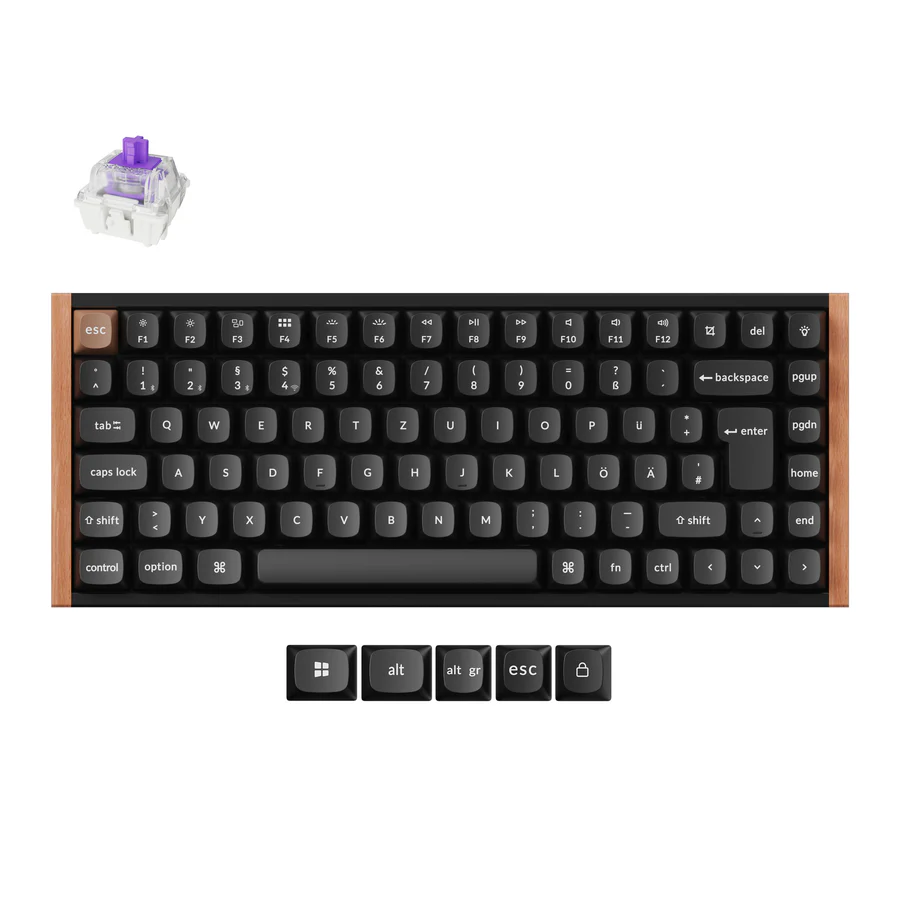 esc F1 F2 F3 F4 F5 F6 F7 F8 F9 F10 F11 F12 del
° ! " § $ % & / ( ) = ? ` ← backspace pgup
^ 1 2 3 4 5 6 7 8 9 0 ß ´
tab Q W E R T Z U I O P ü * ↵ enter pgdn
+
caps lock A S D F G H J K L Ö Ä ' home
#
⇧ shift > Y X C V B N M ; : _ ⇧ shift ^ end
< , . -
control option ⌘ ⌘ fn ctrl < ⌄ >
alt alt gr esc